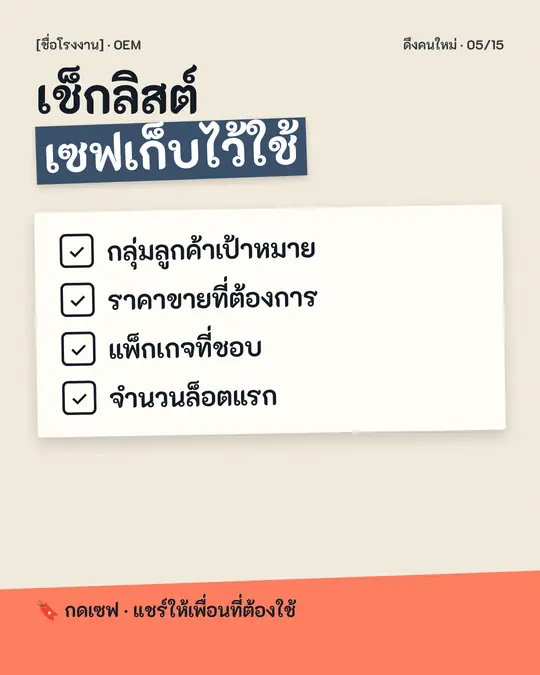 [ชื่อโรงงาน] · OEM
ดึงคนใหม่ · 05/15
เช็กลิสต์
เซฟเก็บไว้ใช้
กลุ่มลูกค้าเป้าหมาย
ราคาขายที่ต้องการ
แพ็กเกจที่ชอบ
จำนวนล็อตแรก
🔖 กดเซฟ · แชร์ให้เพื่อนที่ต้องใช้